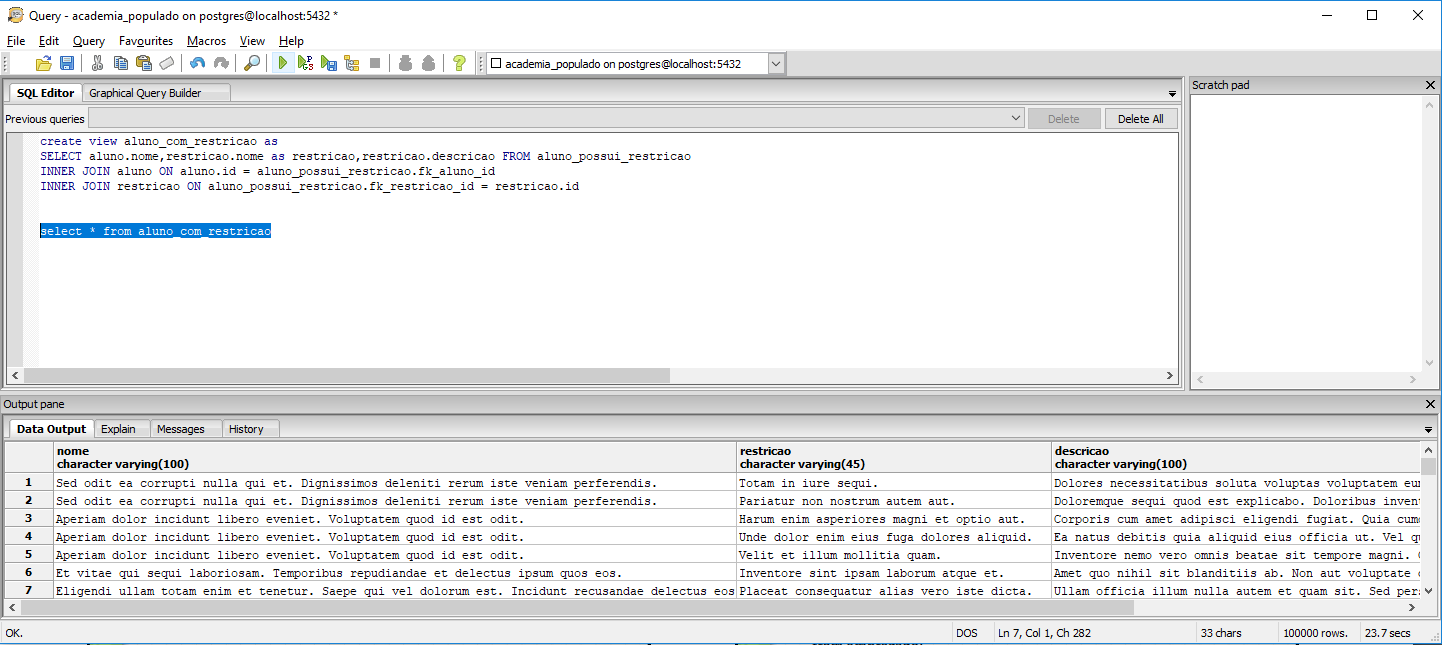 Query - academia_populado on postgres@localhost:5432 *
File Edit Query Favourites Macros View Help
academia_populado on postgres@localhost:5432
SQL Editor Graphical Query Builder
Scratch pad
Previous queries Delete Delete All
create view aluno_com_restricao as
SELECT aluno.nome,restricao.nome as restricao,restricao.descricao FROM aluno_possui_restricao
INNER JOIN aluno ON aluno.id = aluno_possui_restricao.fk_aluno_id
INNER JOIN restricao ON aluno_possui_restricao.fk_restricao_id = restricao.id
select * from aluno_com_restricao
Output pane
Data Output Explain Messages History
nome restricao descricao
character varying(100) character varying(45) character varying(100)
1 Sed odit ea corrupti nulla qui et. Dignissimos deleniti rerum iste veniam perferendis. Totam in iure sequi. Dolores necessitatibus soluta voluptas voluptatem
2 Sed odit ea corrupti nulla qui et. Dignissimos deleniti rerum iste veniam perferendis. Pariatur non nostrum autem aut. Doloremque sequi quod est explicabo. Doloribus
3 Aperiam dolor incidunt libero eveniet. Voluptatem quod id est odit. Harum enim asperiores magni et optio aut. Corporis cum amet adipisci eligendi fugiat. Quia
4 Aperiam dolor incidunt libero eveniet. Voluptatem quod id est odit. Unde dolor enim eius fuga dolores aliquid. Ea natus debitis quia aliquid eius officia ut. Vel
5 Aperiam dolor incidunt libero eveniet. Voluptatem quod id est odit. Velit et illum mollitia quam. Inventore nemo vero omnis beatae sit tempore magni.
6 Et vitae qui sequi laboriosam. Temporibus repudiandae et delectus ipsum quos eos. Inventore sint ipsam laborum atque et. Amet quo nihil sit blanditiis ab. Non aut voluptate
7 Eligendi ullam totam enim et tenetur. Saepe qui vel dolorum est. Incidunt recusandae delectus eos Placeat consequatur alias vero iste dicta. Ullam officia illum nulla autem et quam sit. Sed
OK. DOS Ln 7, Col 1, Ch 282 33 chars 100000 rows. 23.7 secs